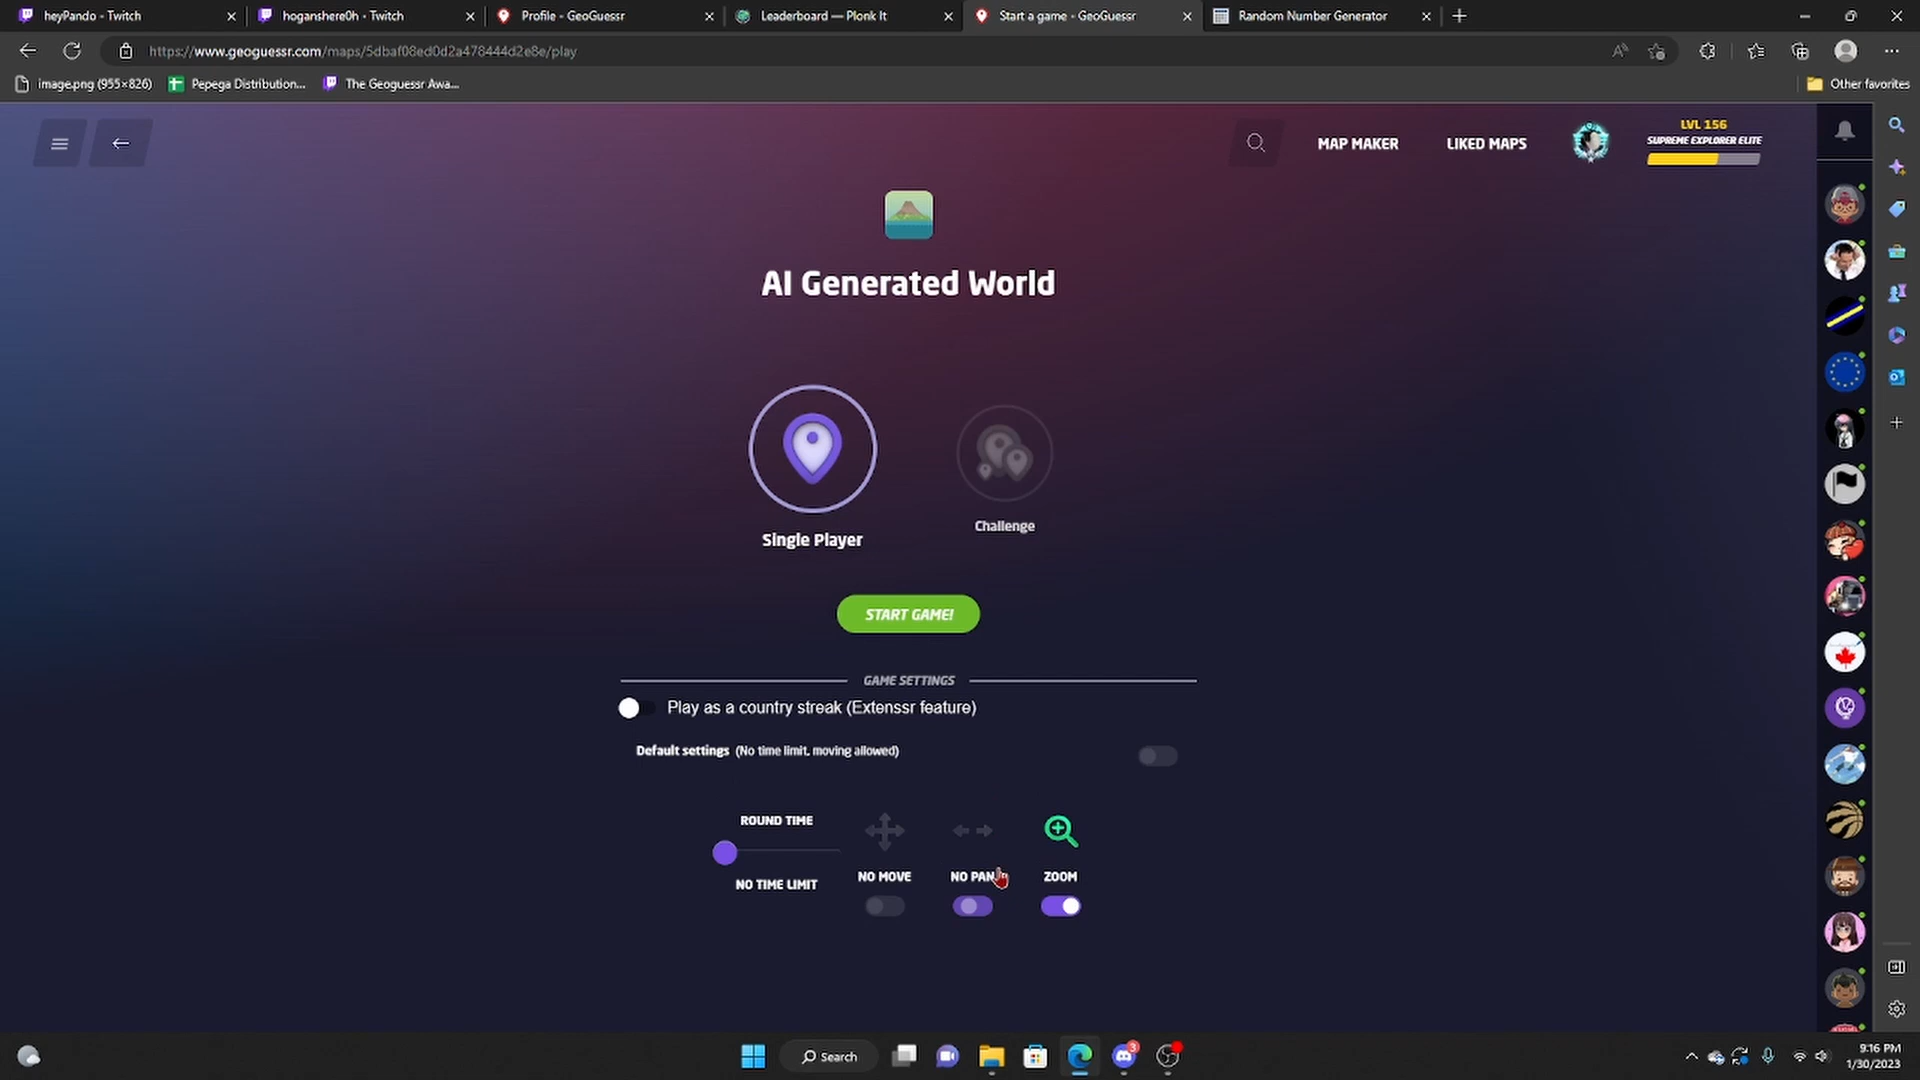 heyPando - Twitch
hoganshere0h - Twitch
Profile - GeoGuessr
Leaderboard — Plonk It
Start a game - GeoGuessr
Random Number Generator
https://www.geoguessr.com/maps/5dbaf08ed0d2a478444d2e8e/play
image.png (955×826)
Pepega Distribution...
The Geoguessr Awa...
Other favorites
MAP MAKER
LIKED MAPS
LVL 156
SUPREME EXPLORER ELITE
AI Generated World
Single Player
Challenge
START GAME!
GAME SETTINGS
Play as a country streak (Extenssr feature)
Default settings (No time limit, moving allowed)
ROUND TIME
NO TIME LIMIT
NO MOVE
NO PAN
ZOOM
Search
3
9:16 PM
1/30/2023